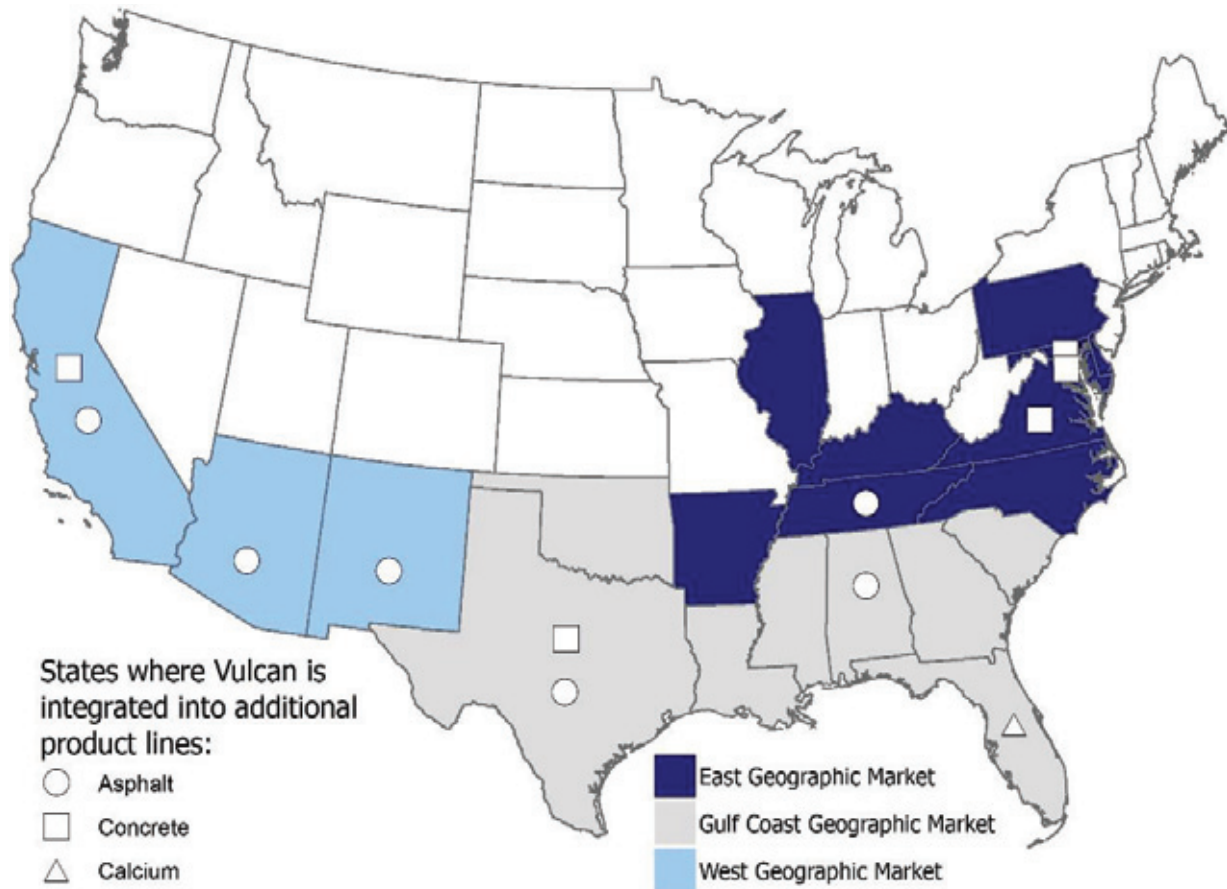 States where Vulcan is
integrated into additional
product lines:
Asphalt
Concrete
Calcium
East Geographic Market
Gulf Coast Geographic Market
West Geographic Market